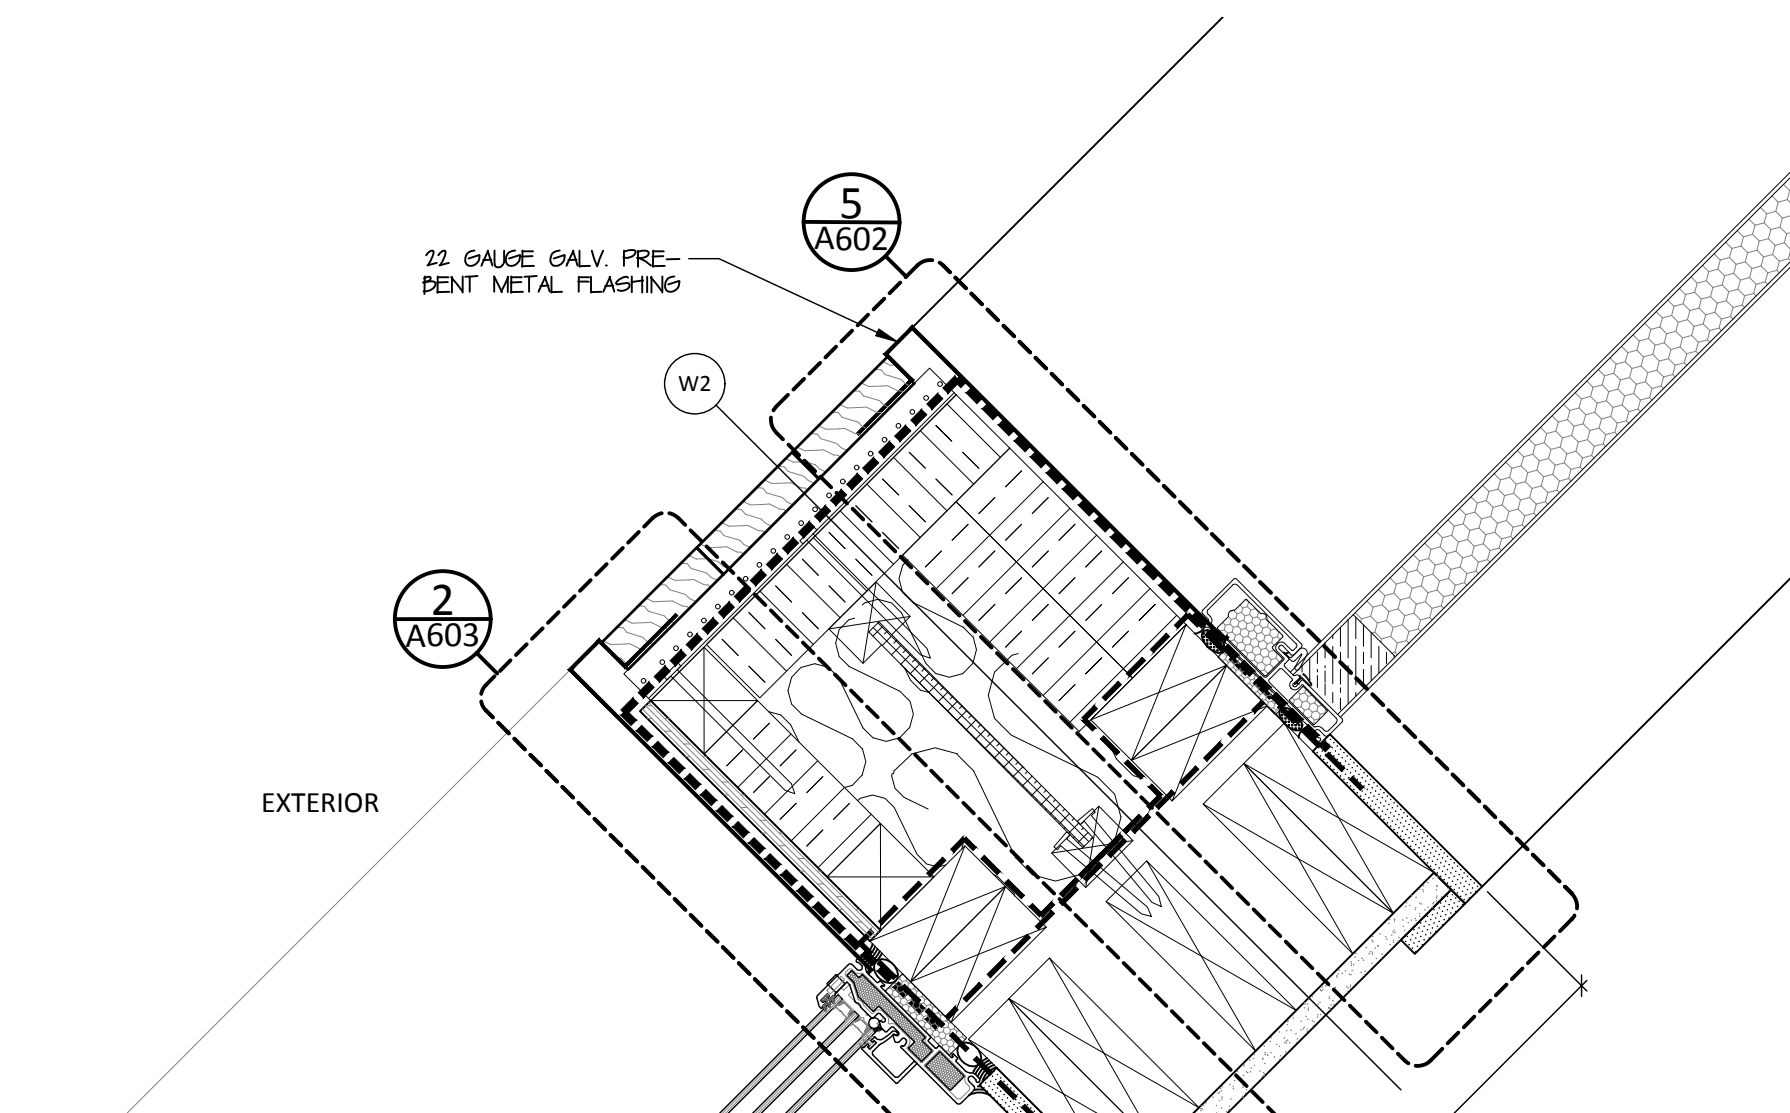 5
A602
22 GAUGE GALV. PRE-
BENT METAL FLASHING
W2
2
A603
EXTERIOR